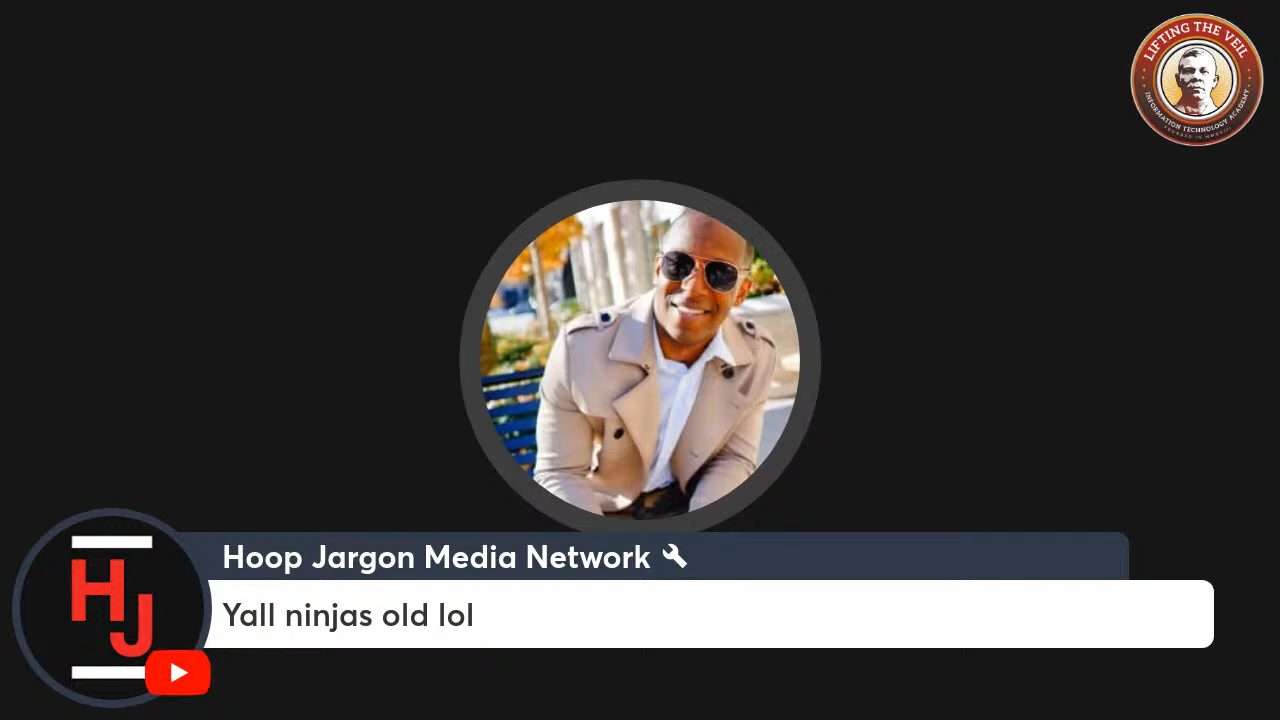 LIFTING THE VEIL
INFORMATION TECHNOLOGY ACADEMY
HJ
Hoop Jargon Media Network
Yall ninjas old lol